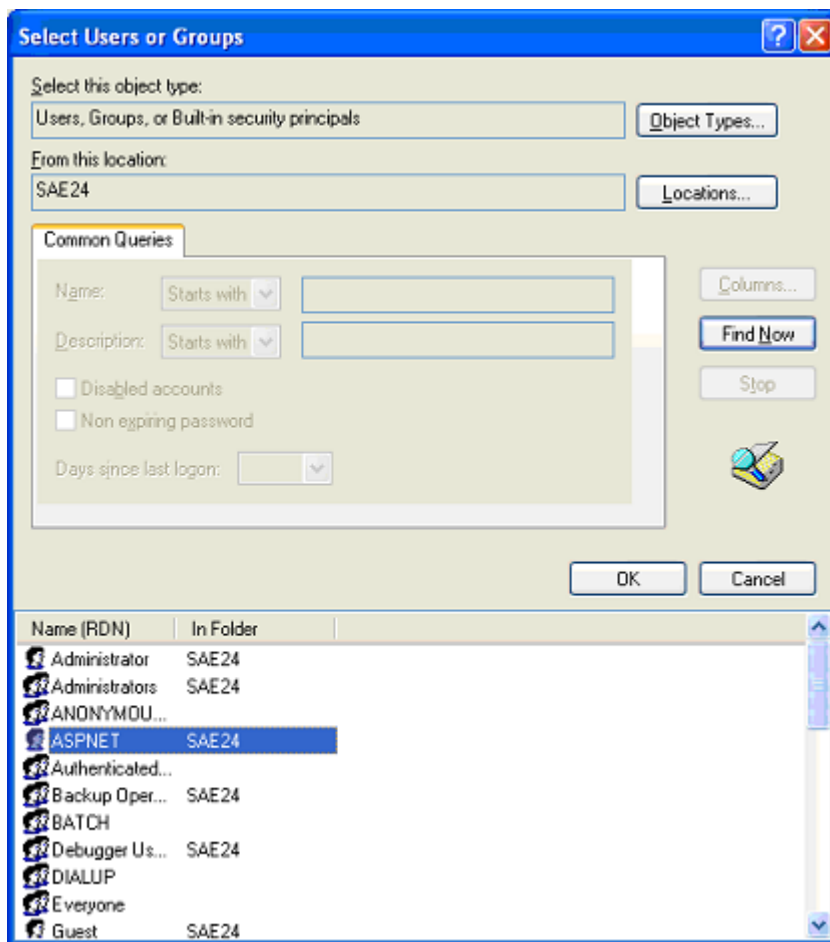 Select Users or Groups
Select this object type:
Users, Groups, or Built-in security principals
Object Types...
From this location:
SAE24
Locations...
Common Queries
Name: Starts with
Columns...
Description: Starts with
Find Now
Disabled accounts
Stop
Non expiring password
Days since last logon:
OK Cancel
Name (RDN) In Folder
Administrator SAE24
Administrators SAE24
ANONYMOU...
ASPNET SAE24
Authenticated...
Backup Oper... SAE24
BATCH
Debugger Us... SAE24
DIALUP
Everyone
Guest SAE24